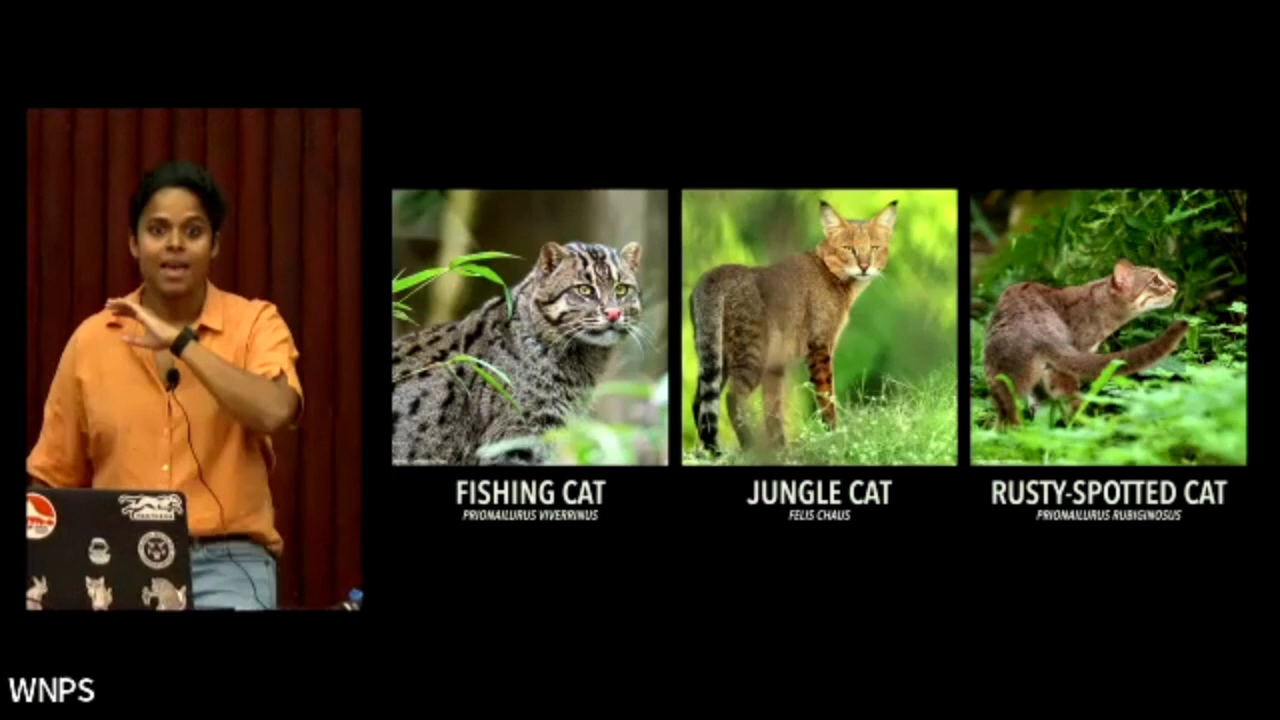 FISHING CAT
PRIONAILURUS VIVERRINUS
JUNGLE CAT
FELIS CHAUS
RUSTY-SPOTTED CAT
PRIONAILURUS RUBIGINOSUS
WNPS